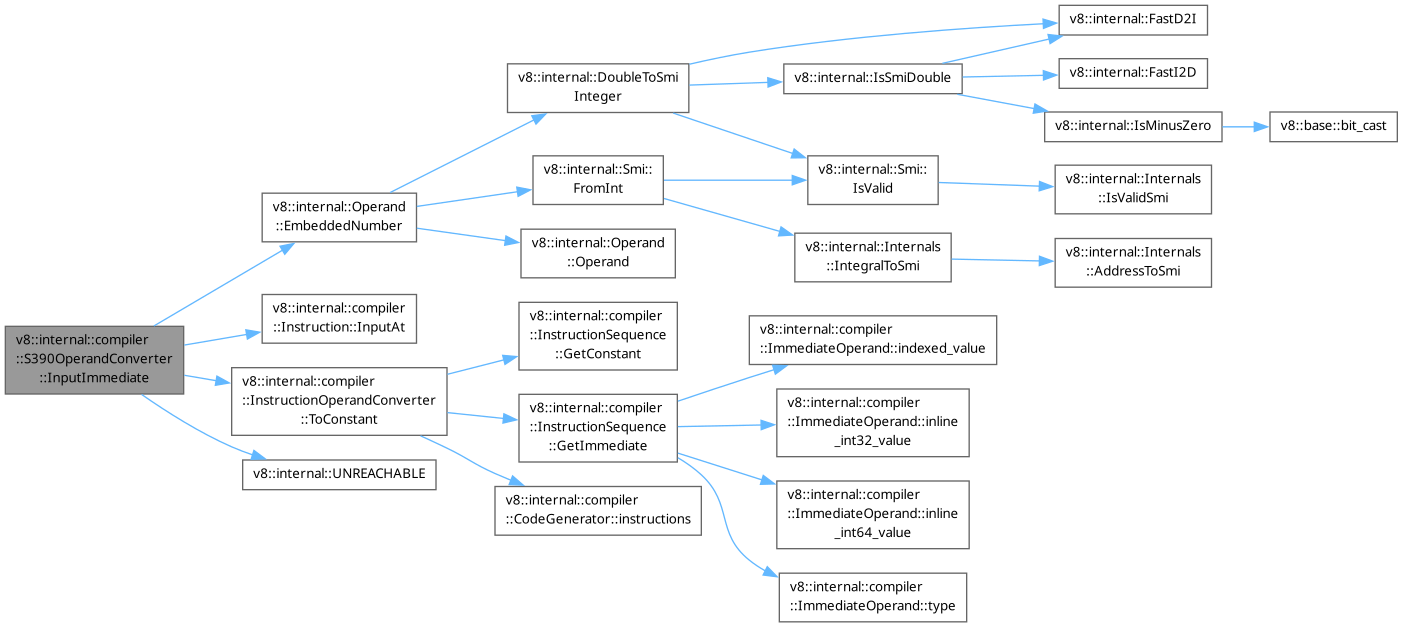 v8::internal::compiler
::S390OperandConverter
::InputImmediate
v8::internal::Operand
::EmbeddedNumber
v8::internal::DoubleToSmi
Integer
v8::internal::FastD2I
v8::internal::IsSmiDouble
v8::internal::FastI2D
v8::internal::IsMinusZero
v8::base::bit_cast
v8::internal::Smi::
IsValid
v8::internal::Internals
::IsValidSmi
v8::internal::Smi::
FromInt
v8::internal::Internals
::IntegralToSmi
v8::internal::Internals
::AddressToSmi
v8::internal::Operand
::Operand
v8::internal::compiler
::Instruction::InputAt
v8::internal::compiler
::InstructionOperandConverter
::ToConstant
v8::internal::compiler
::InstructionSequence
::GetConstant
v8::internal::compiler
::InstructionSequence
::GetImmediate
v8::internal::compiler
::ImmediateOperand::indexed_value
v8::internal::compiler
::ImmediateOperand::inline
_int32_value
v8::internal::compiler
::ImmediateOperand::inline
_int64_value
v8::internal::compiler
::ImmediateOperand::type
v8::internal::compiler
::CodeGenerator::instructions
v8::internal::UNREACHABLE